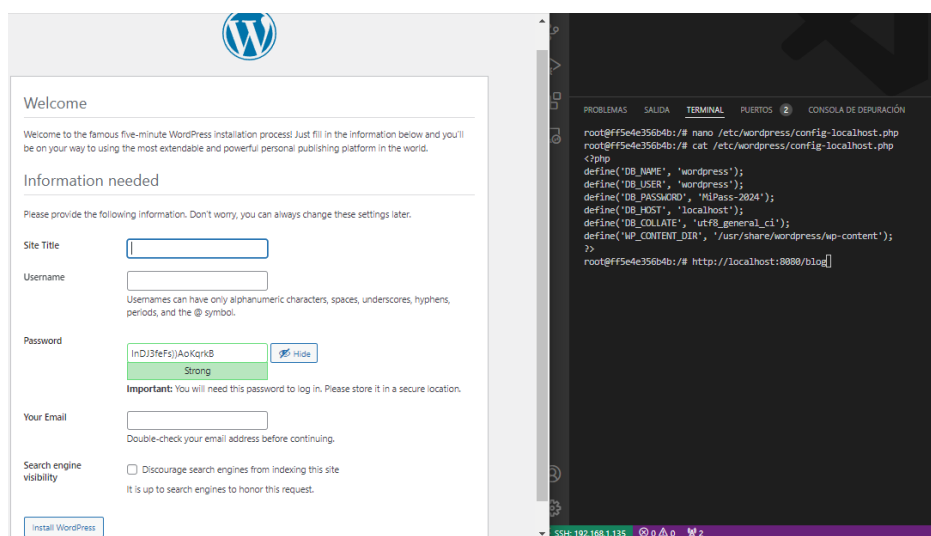 Welcome
Welcome to the famous five-minute WordPress installation process! Just fill in the information below and you'll
be on your way to using the most extendable and powerful personal publishing platform in the world.
Information needed
Please provide the following information. Don't worry, you can always change these settings later.
Site Title
Username
Usernames can have only alphanumeric characters, spaces, underscores, hyphens,
periods, and the @ symbol.
Password
InDJ3feFs))AoKqrkB
Hide
Strong
Important: You will need this password to log in. Please store it in a secure location.
Your Email
Double-check your email address before continuing.
Search engine
visibility
Discourage search engines from indexing this site
It is up to search engines to honor this request.
Install WordPress
PROBLEMAS SALIDA TERMINAL PUERTOS 2 CONSOLA DE DEPURACIÓN
root@ff5e4e356b4b:/# nano /etc/wordpress/config-localhost.php
root@ff5e4e356b4b:/# cat /etc/wordpress/config-localhost.php
<?php
define('DB_NAME', 'wordpress');
define('DB_USER', 'wordpress');
define('DB_PASSWORD', 'MiPass-2024');
define('DB_HOST', 'localhost');
define('DB_COLLATE', 'utf8_general_ci');
define('WP_CONTENT_DIR', '/usr/share/wordpress/wp-content');
?>
root@ff5e4e356b4b:/# http://localhost:8080/blog
SSH: 192.168.1.135 0 0 2